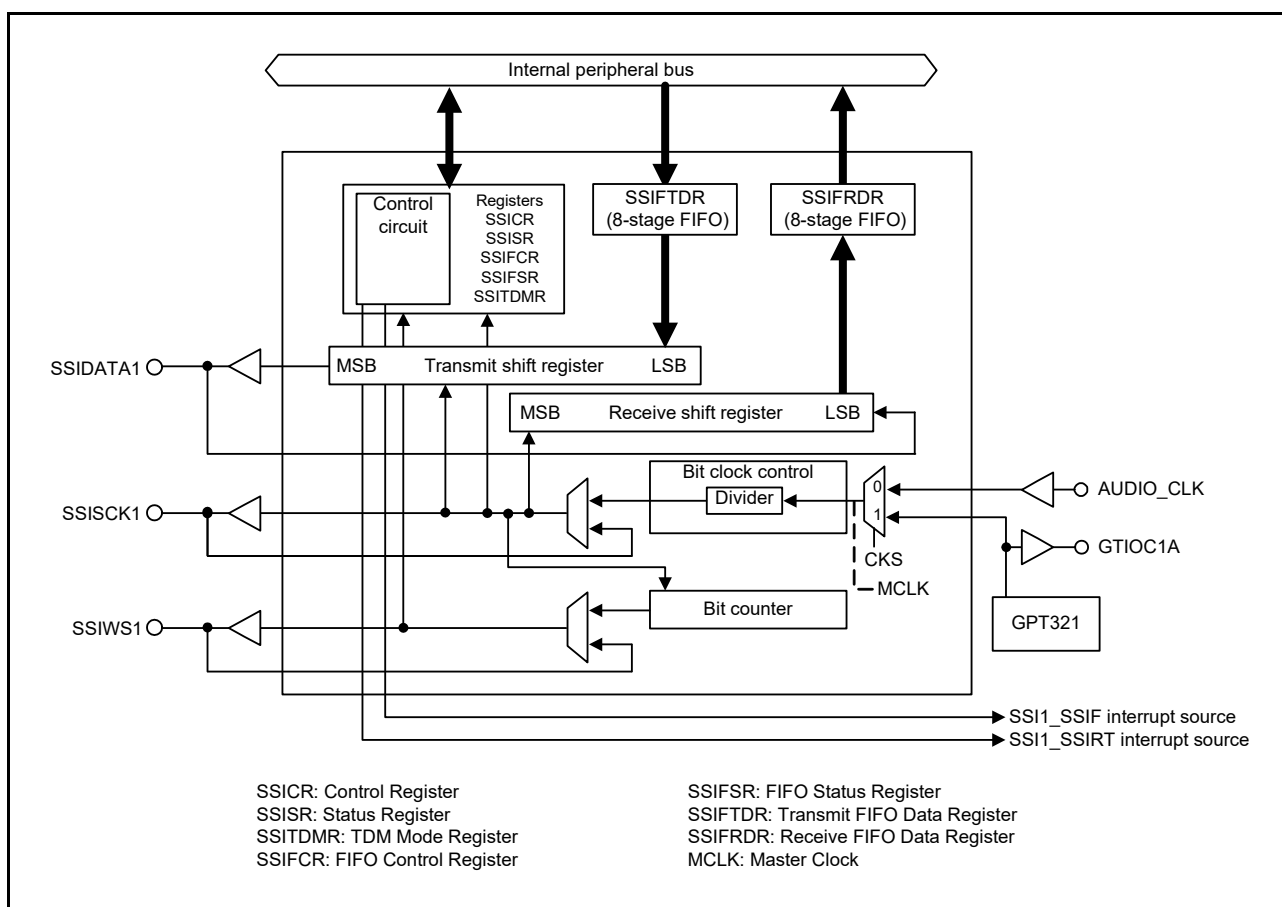 Internal peripheral bus
Control
circuit
Registers
SSICR
SSISR
SSIFCR
SSIFSR
SSITDMR
SSIFTDR
(8-stage FIFO)
SSIFRDR
(8-stage FIFO)
SSIDATA1
MSB Transmit shift register LSB
MSB Receive shift register LSB
Bit clock control
Divider
0
1
AUDIO_CLK
SSISCK1
GTIOC1A
CKS
MCLK
Bit counter
GPT321
SSIWS1
SSI1_SSIF interrupt source
SSI1_SSIRT interrupt source
SSICR: Control Register
SSISR: Status Register
SSITDMR: TDM Mode Register
SSIFCR: FIFO Control Register
SSIFSR: FIFO Status Register
SSIFTDR: Transmit FIFO Data Register
SSIFRDR: Receive FIFO Data Register
MCLK: Master Clock